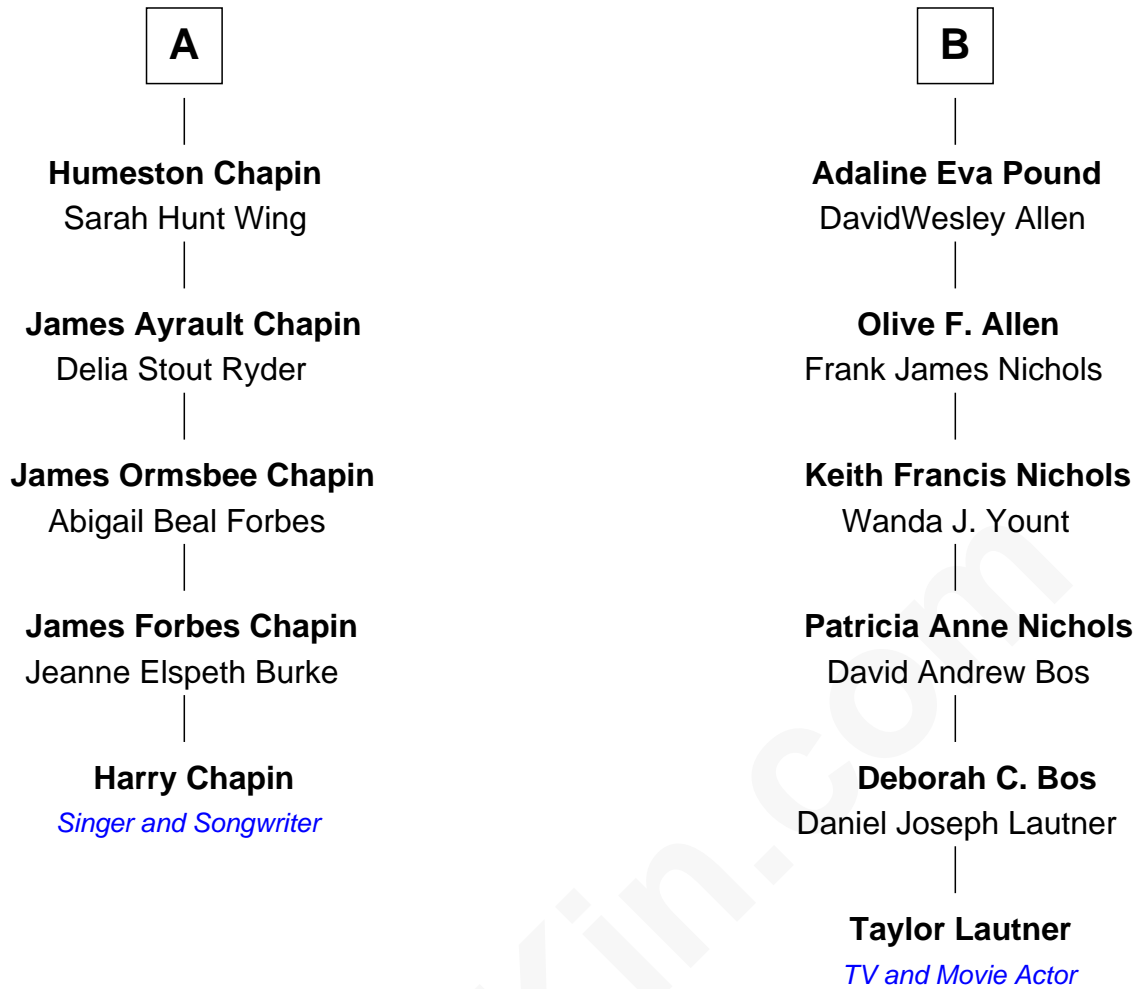 A
Humeston Chapin
Sarah Hunt Wing
James Ayrault Chapin
Delia Stout Ryder
James Ormsbee Chapin
Abigail Beal Forbes
James Forbes Chapin
Jeanne Elspeth Burke
Harry Chapin
Singer and Songwriter
B
Adaline Eva Pound
DavidWesley Allen
Olive F. Allen
Frank James Nichols
Keith Francis Nichols
Wanda J. Yount
Patricia Anne Nichols
David Andrew Bos
Deborah C. Bos
Daniel Joseph Lautner
Taylor Lautner
TV and Movie Actor
Kin.com